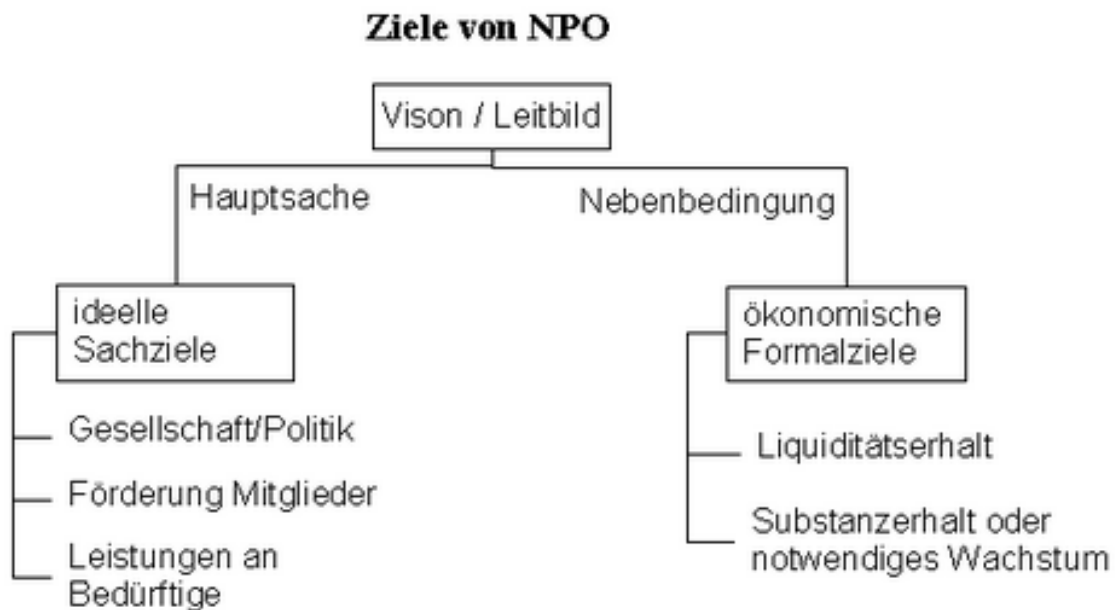 Ziele von NPO
Vison / Leitbild
Hauptsache
Nebenbedingung
ideelle
Sachziele
Gesellschaft/Politik
Förderung Mitglieder
Leistungen an
Bedürftige
ökonomische
Formalziele
Liquiditätserhalt
Substanzerhalt oder
notwendiges Wachstum